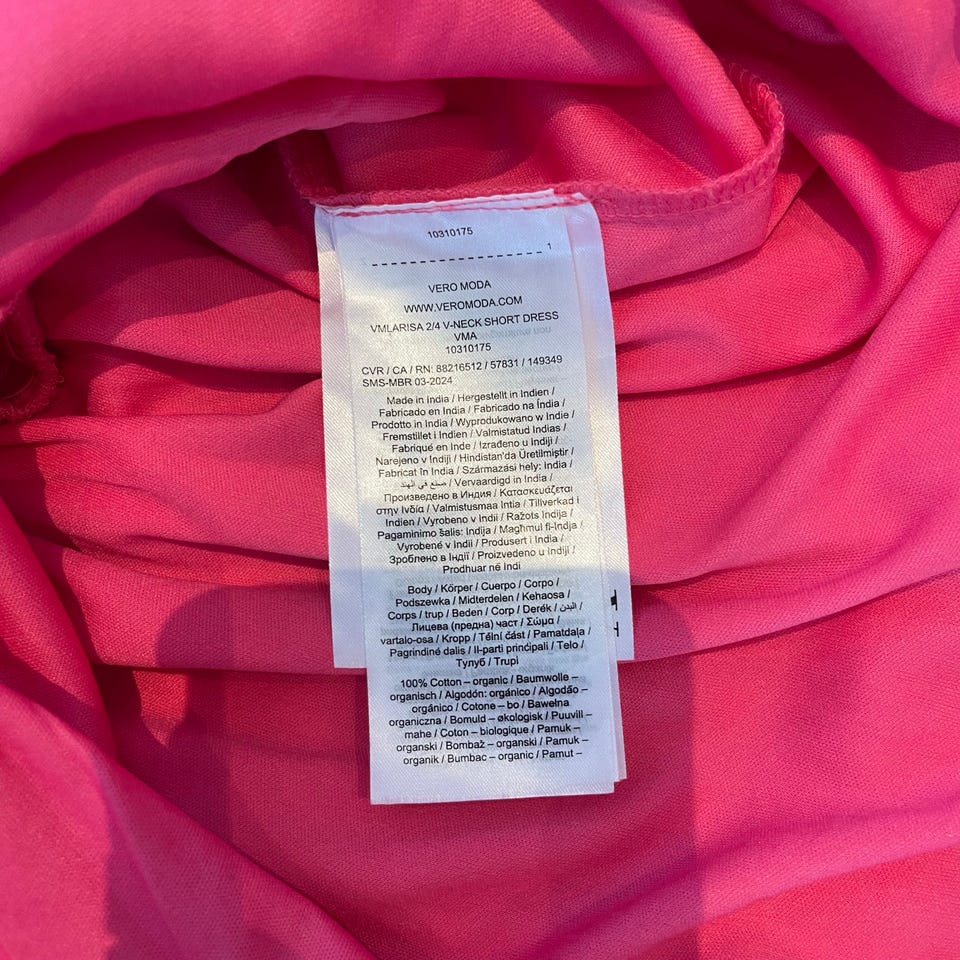 10310175
1
VERO MODA
WWW.VEROMODA.COM
VMLARISA 2/4 V-NECK SHORT DRESS
VMA
10310175
CVR / CA / RN: 88216512 / 57831 / 149349
SMS-MBR 03-2024
Made in India / Hergestellt in Indien /
Fabricado en India / Fabricado na Índia /
Prodotto in India / Wyprodukowano w Indie /
Fremstillet i Indien / Valmistatud Indias /
Fabriqué en Inde / Izrađeno u Indiji /
Narejeno v Indiji / Hindistan'da Üretilmiştir /
Fabricat în India / Származási hely: India /
صنع في الهند / Vervaardigd in India /
Произведено в Индия / Κατασκευάζεται
στην Ινδία / Valmistusmaa Intia / Tillverkad i
Indien / Vyrobeno v Indii / Ražots Indija /
Pagaminimo šalis: Indija / Magħmul fl-Indja /
Vyrobené v Indii / Produsert i India /
Зроблено в Індії / Proizvedeno u Indiji /
Prodhuar në Indi
Body / Körper / Cuerpo / Corpo /
Podszewka / Midterdelen / Kehaosa /
Corps / trup / Beden / Corp / Derék / البدن /
Лицева (предна) част / Σώμα /
vartalo-osa / Kropp / Tělní část / Pamatdaļa /
Pagrindinė dalis / Il-parti prinċipali / Telo /
Тулуб / Trupi
100% Cotton – organic / Baumwolle –
organisch / Algodón: orgánico / Algodão –
orgánico / Cotone – bo / Bawełna
organiczna / Bomuld – økologisk / Puuvill –
mahe / Coton – biologique / Pamuk –
organski / Bombaž – organski / Pamuk –
organik / Bumbac – organic / Pamut –